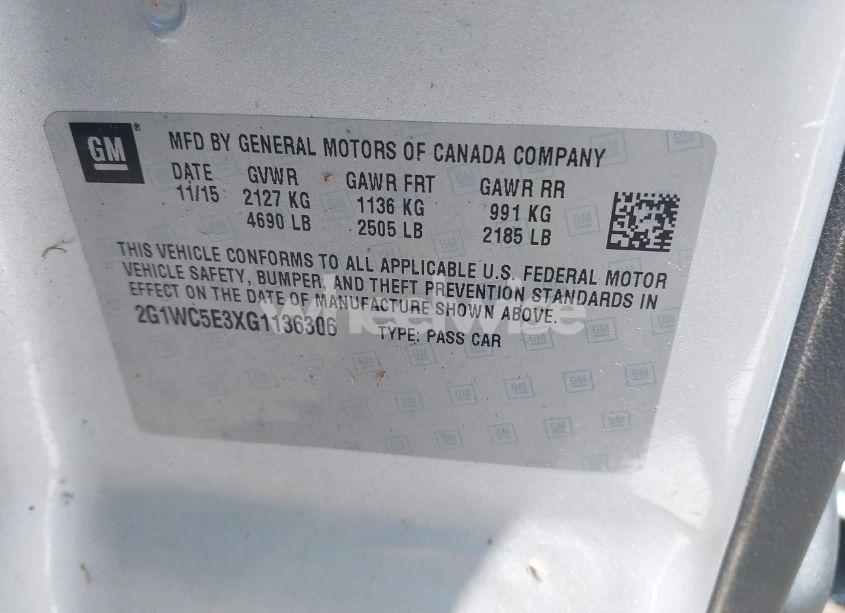 GM
MFD BY GENERAL MOTORS OF CANADA COMPANY
DATE GVWR GAWR FRT GAWR RR
11/15 2127 KG 1136 KG 991 KG
4690 LB 2505 LB 2185 LB
THIS VEHICLE CONFORMS TO ALL APPLICABLE U.S. FEDERAL MOTOR
VEHICLE SAFETY, BUMPER, AND THEFT PREVENTION STANDARDS IN
EFFECT ON THE DATE OF MANUFACTURE SHOWN ABOVE.
2G1WC5E3XG1136306 TYPE: PASS CAR